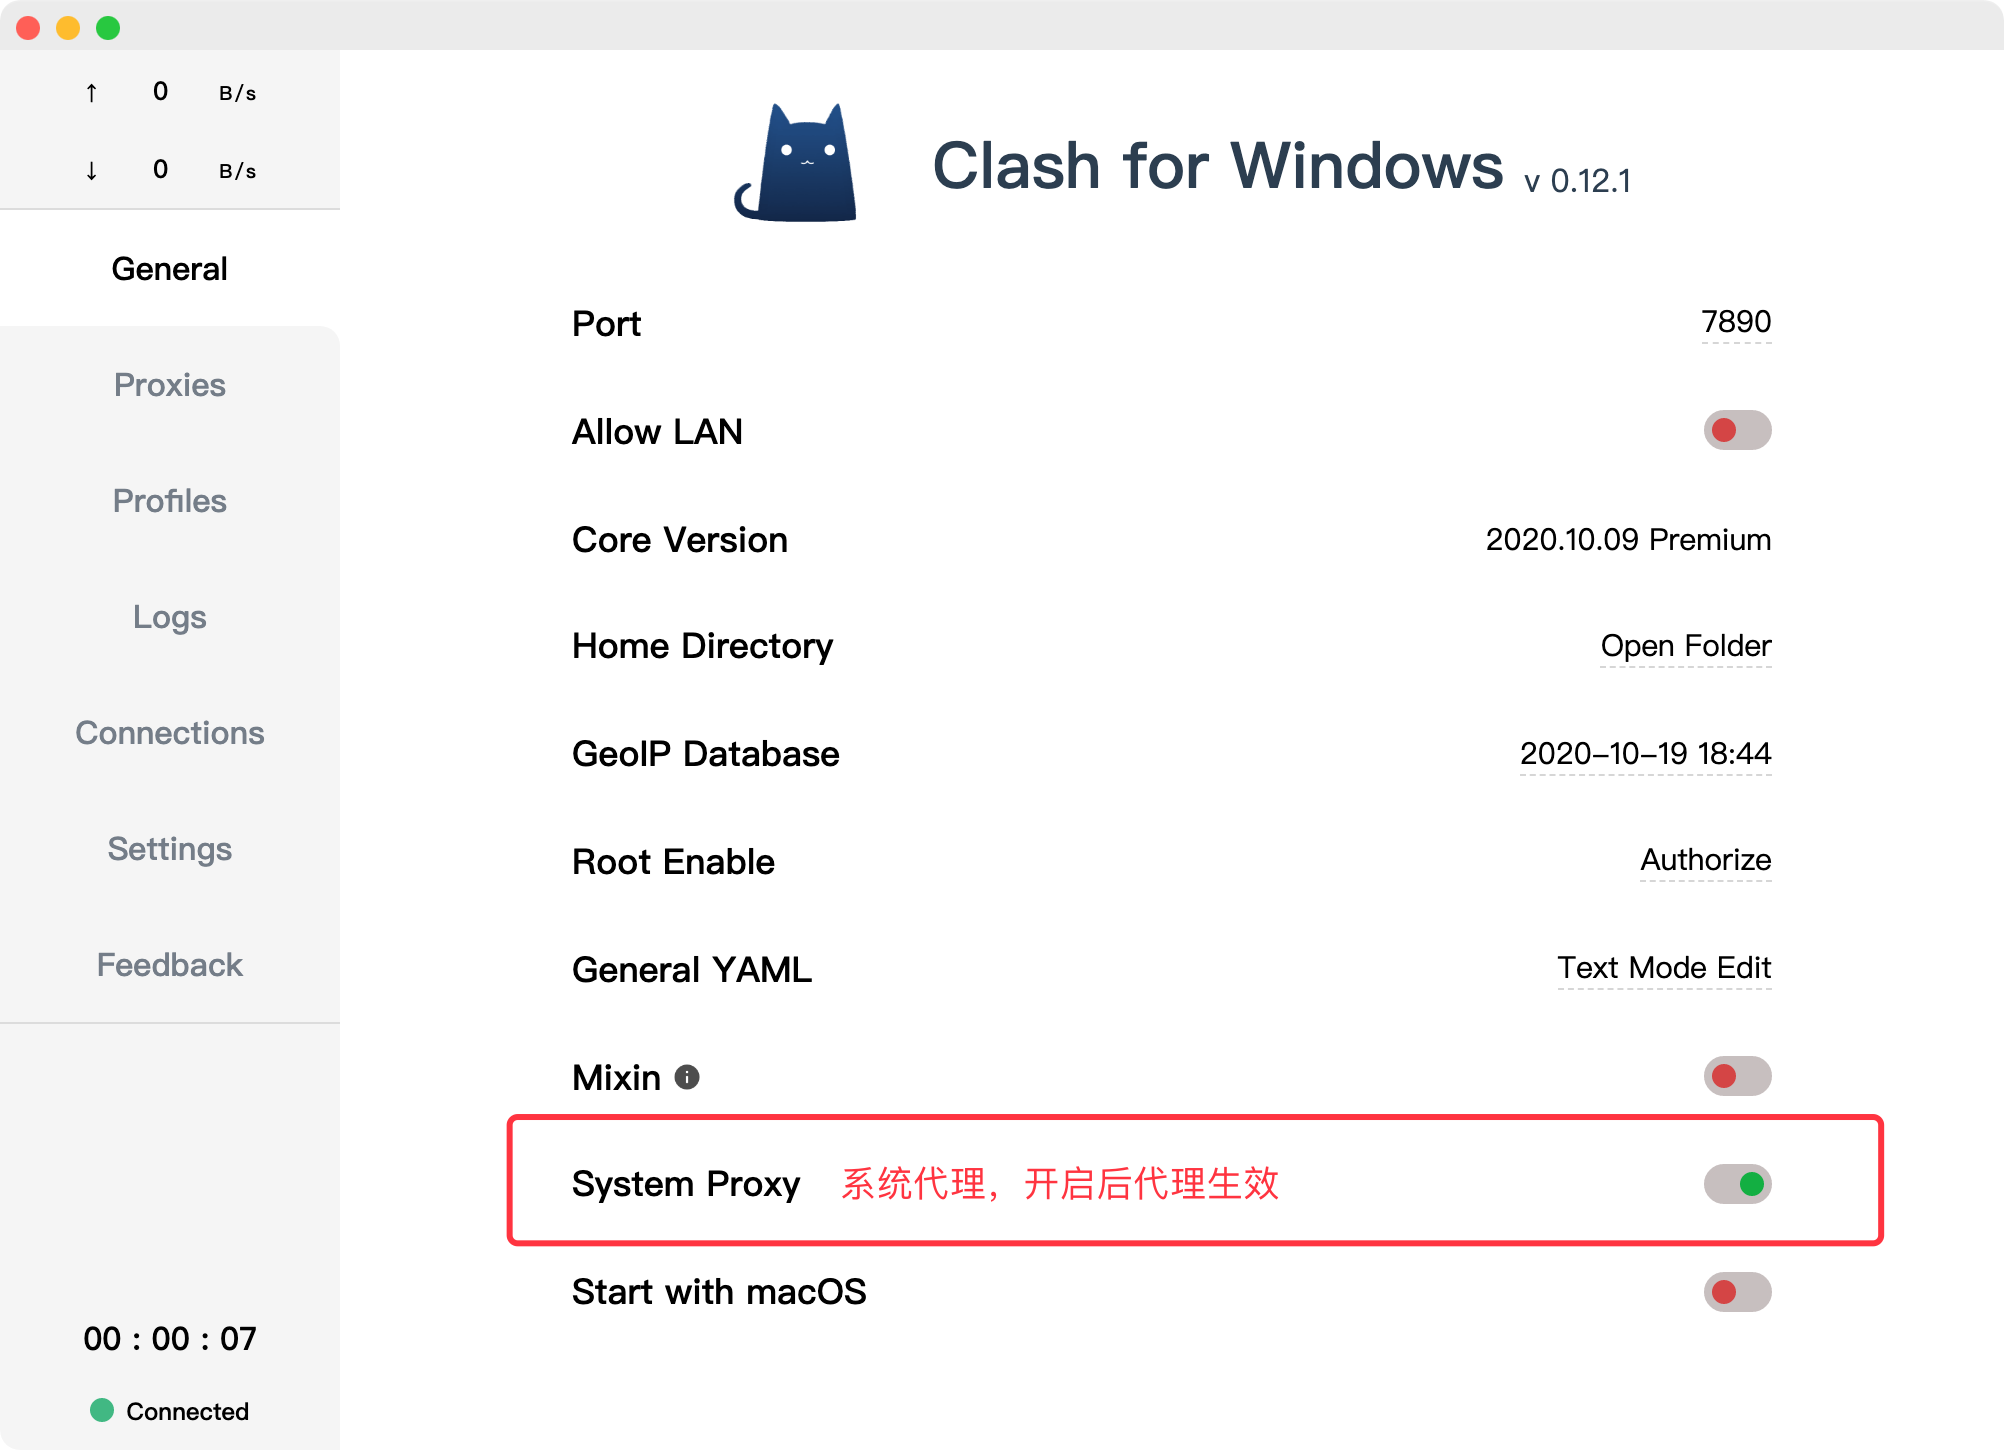 ↑ 0 B/s
↓ 0 B/s
General
Proxies
Profiles
Logs
Connections
Settings
Feedback
00 : 00 : 07
Connected
Clash for Windows v 0.12.1
Port 7890
Allow LAN
Core Version 2020.10.09 Premium
Home Directory Open Folder
GeoIP Database 2020-10-19 18:44
Root Enable Authorize
General YAML Text Mode Edit
Mixin
System Proxy 系统代理，开启后代理生效
Start with macOS